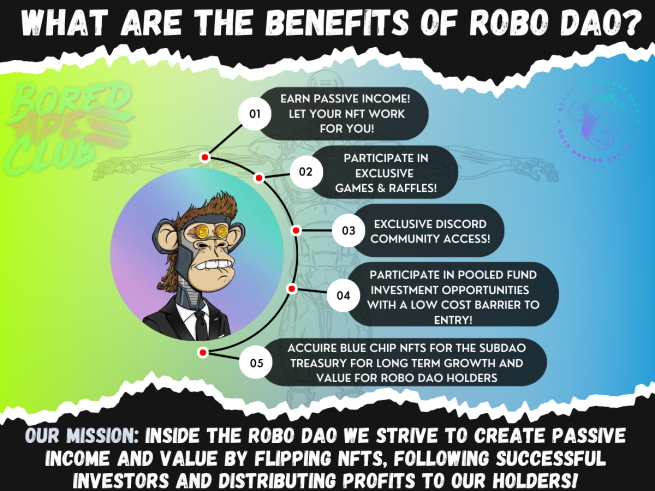 WHAT ARE THE BENEFITS OF ROBO DAO?
BORED
APE
CLUB
01
EARN PASSIVE INCOME!
LET YOUR NFT WORK
FOR YOU!
02
PARTICIPATE IN
EXCLUSIVE
GAMES & RAFFLES!
03
EXCLUSIVE DISCORD
COMMUNITY ACCESS!
04
PARTICIPATE IN POOLED FUND
INVESTMENT OPPORTUNITIES
WITH A LOW COST BARRIER TO
ENTRY!
05
ACCUIRE BLUE CHIP NFTS FOR THE SUBDAO
TREASURY FOR LONG TERM GROWTH AND
VALUE FOR ROBO DAO HOLDERS
OUR MISSION: INSIDE THE ROBO DAO WE STRIVE TO CREATE PASSIVE
INCOME AND VALUE BY FLIPPING NFTS, FOLLOWING SUCCESSFUL
INVESTORS AND DISTRIBUTING PROFITS TO OUR HOLDERS!